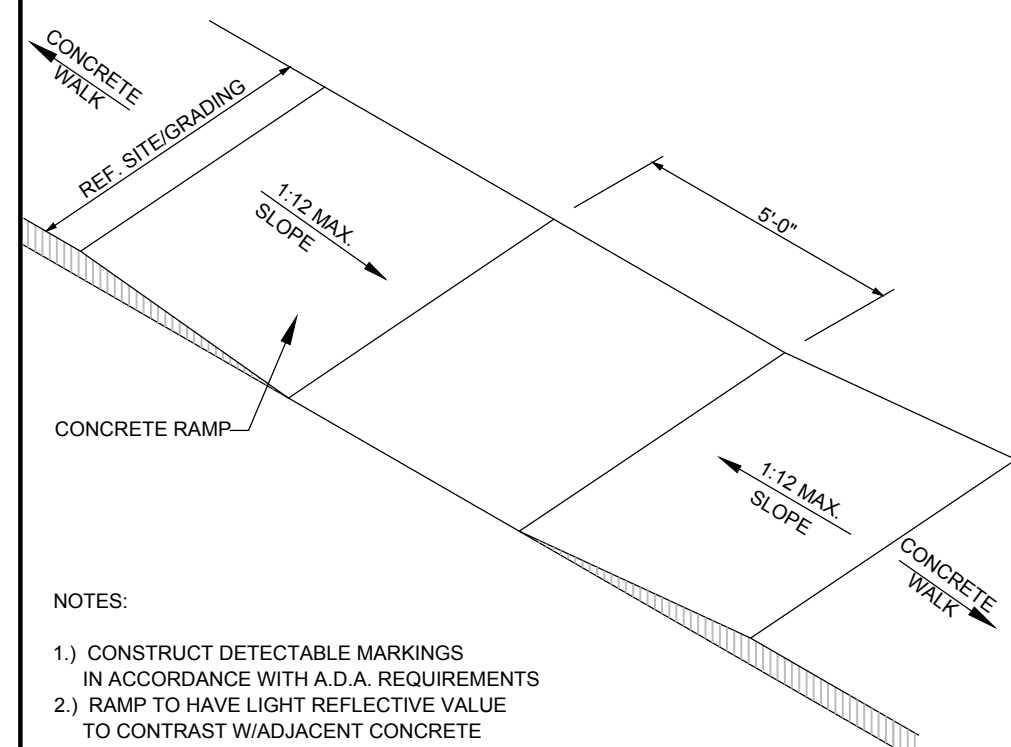 CONCRETE
WALK
REF. SITE/GRADING
1:12 MAX.
SLOPE
5'-0"
CONCRETE RAMP
1:12 MAX.
SLOPE
CONCRETE
WALK
NOTES:
1.) CONSTRUCT DETECTABLE MARKINGS
IN ACCORDANCE WITH A.D.A. REQUIREMENTS
2.) RAMP TO HAVE LIGHT REFLECTIVE VALUE
TO CONTRAST W/ADJACENT CONCRETE